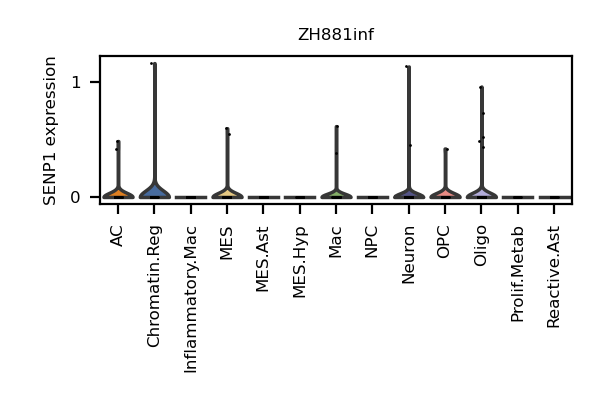 ZH881inf
SENP1 expression
1
0
AC
Chromatin.Reg
Inflammatory.Mac
MES
MES.Ast
MES.Hyp
Mac
NPC
Neuron
OPC
Oligo
Prolif.Metab
Reactive.Ast